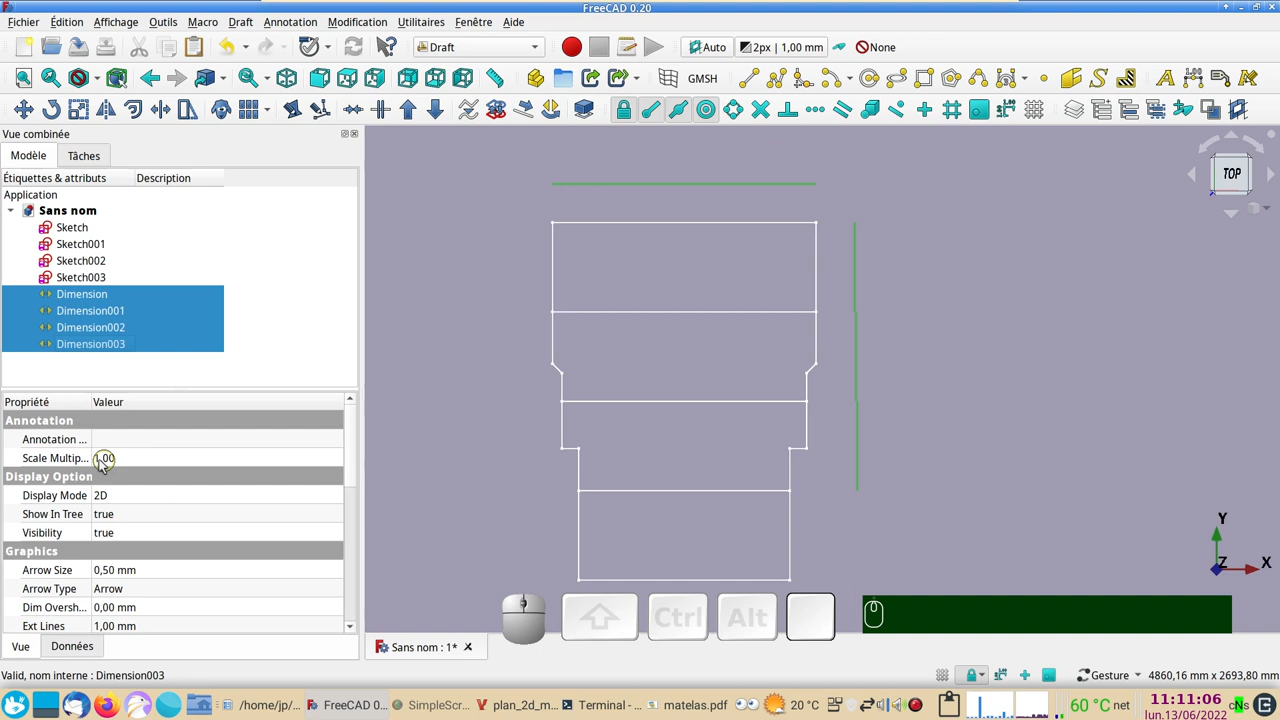 FreeCAD 0.20
Fichier Édition Affichage Outils Macro Draft Annotation Modification Utilitaires Fenêtre Aide
Draft Auto 2px | 1,00 mm None
GMSH
Vue combinée
Modèle Tâches
Étiquettes & attributs Description
Application
Sans nom
Sketch
Sketch001
Sketch002
Sketch003
Dimension
Dimension001
Dimension002
Dimension003
Propriété Valeur
Annotation
Annotation ...
Scale Multip... 1,00
Display Option
Display Mode 2D
Show In Tree true
Visibility true
Graphics
Arrow Size 0,50 mm
Arrow Type Arrow
Dim Oversh... 0,00 mm
Ext Lines 1,00 mm
Vue Données
TOP
Y
Z X
Ctrl Alt
Sans nom : 1*
Valid, nom interne : Dimension003 Gesture 4860,16 mm x 2693,80 mm
/home/jp/... FreeCAD 0... SimpleScr... plan_2d_m... Terminal - ... matelas.pdf 20 °C 60 °C net 11:11:06
lun.13/06/2022